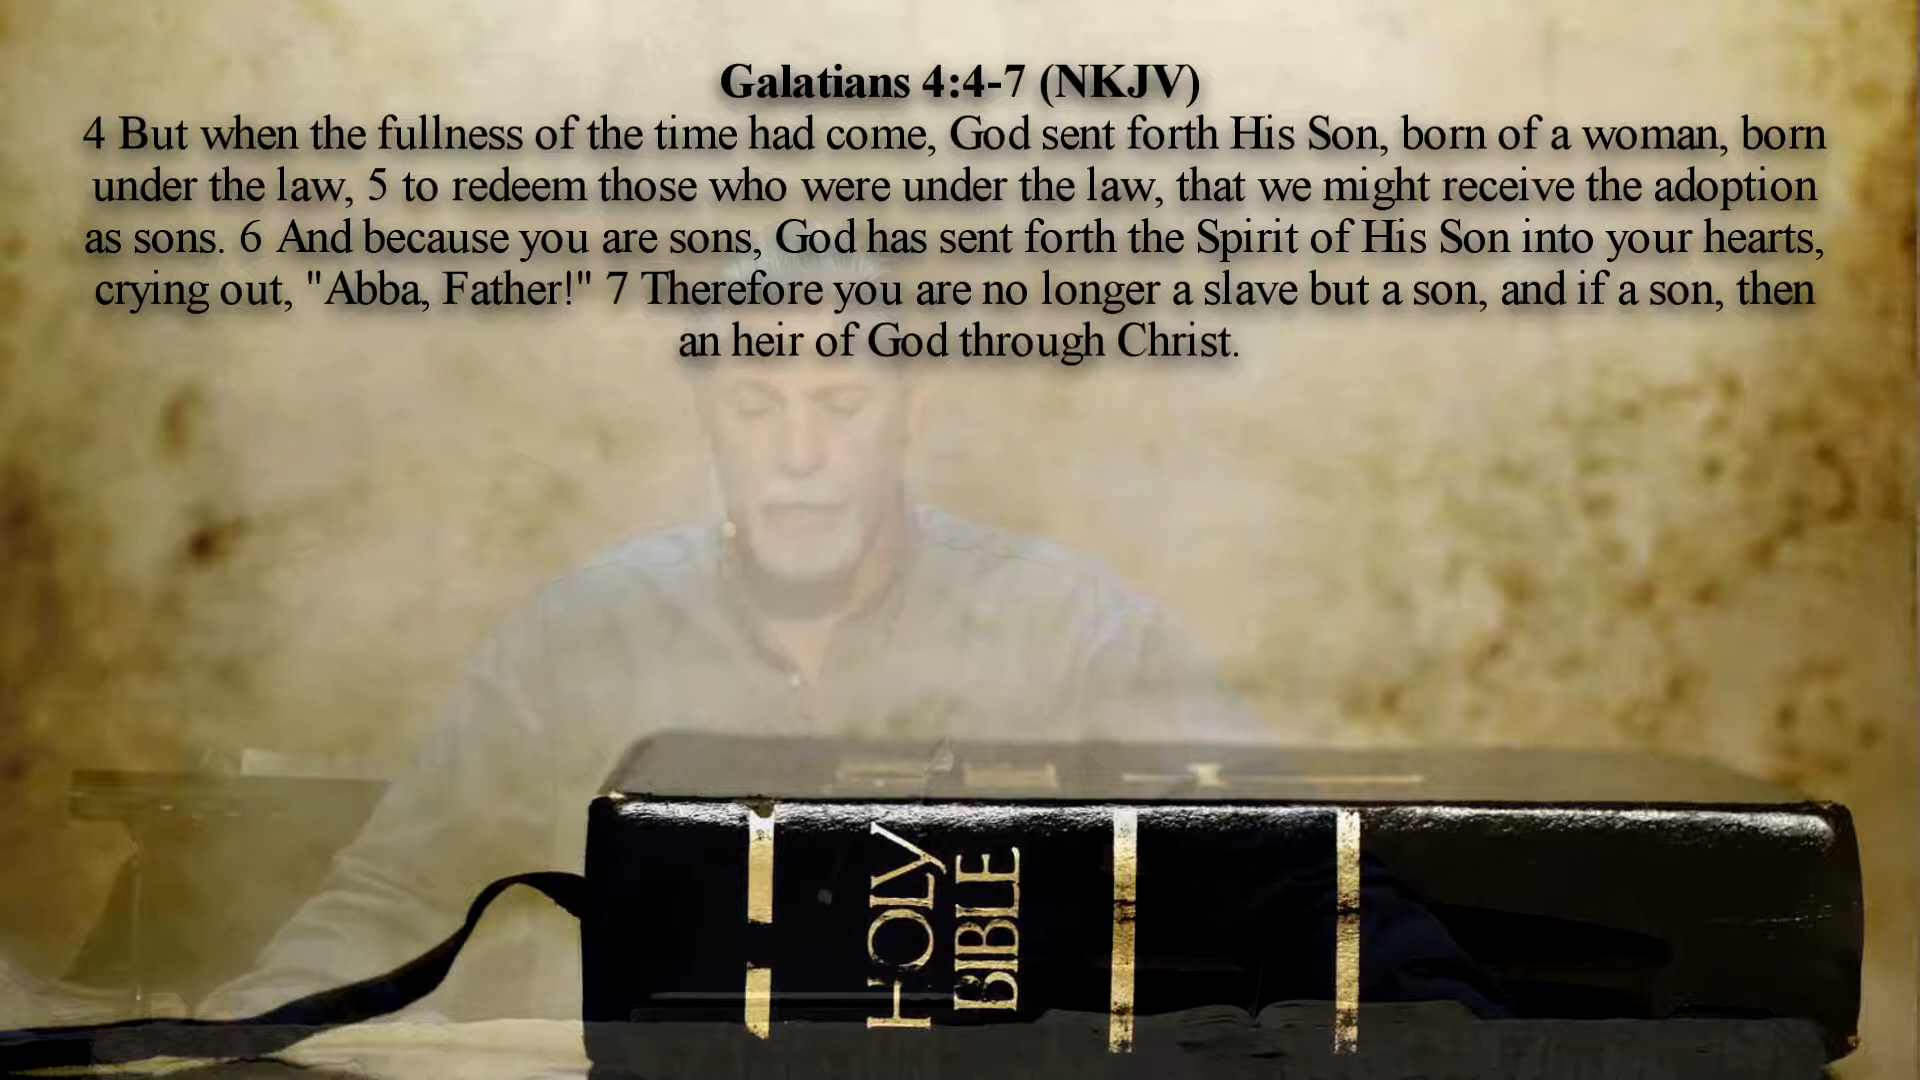 Galatians 4:4-7 (NKJV)
4 But when the fullness of the time had come, God sent forth His Son, born of a woman, born
under the law, 5 to redeem those who were under the law, that we might receive the adoption
as sons. 6 And because you are sons, God has sent forth the Spirit of His Son into your hearts,
crying out, "Abba, Father!" 7 Therefore you are no longer a slave but a son, and if a son, then
an heir of God through Christ.
HOLY
BIBLE